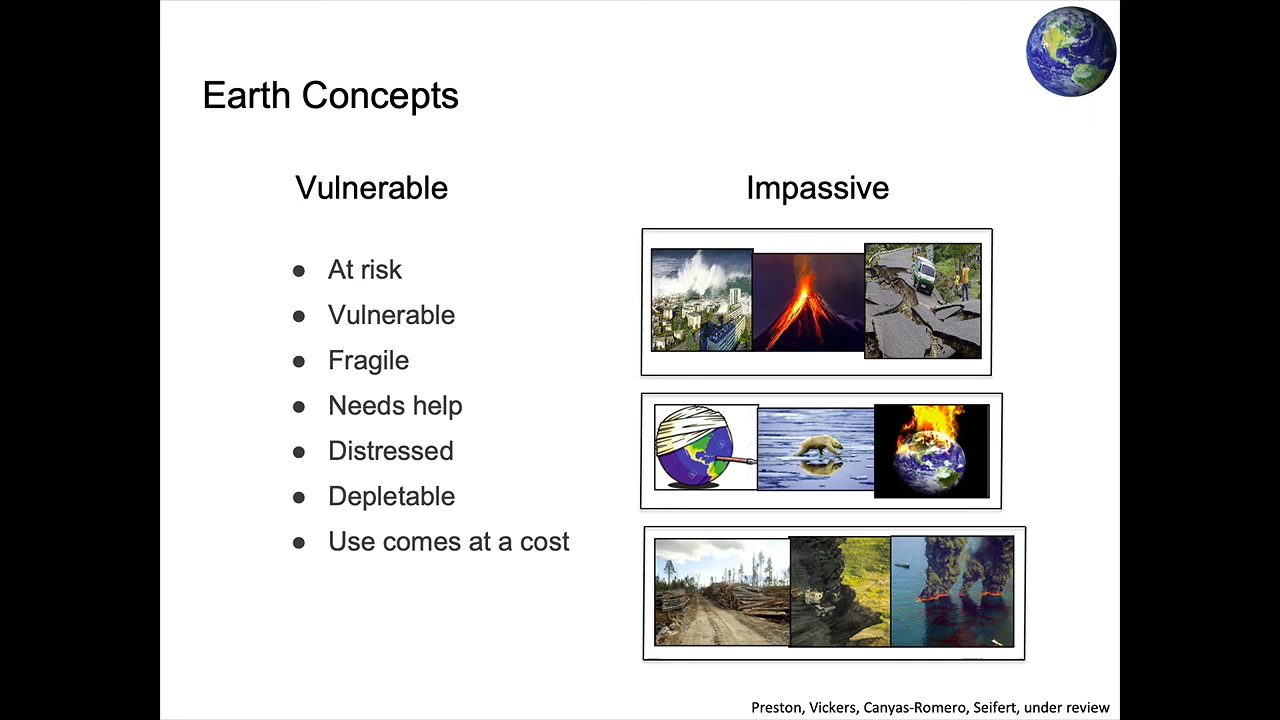 Earth Concepts
Vulnerable
At risk
Vulnerable
Fragile
Needs help
Distressed
Depletable
Use comes at a cost
Impassive
Preston, Vickers, Canyas-Romero, Seifert, under review